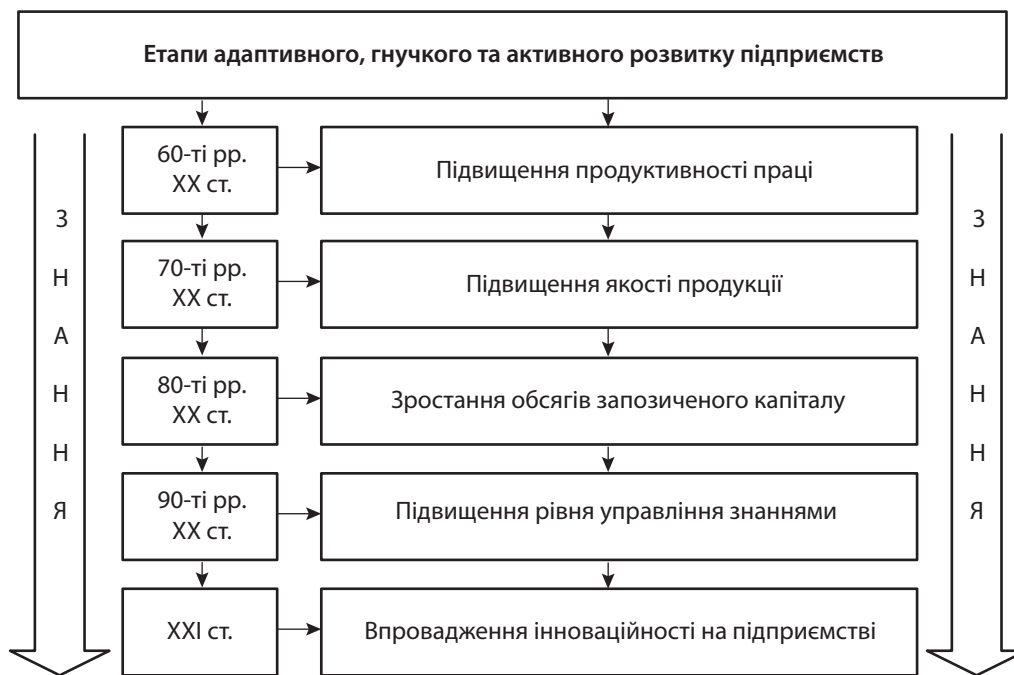 Етапи адаптивного, гнучкого та активного розвитку підприємств
60-ті рр.
ХХ ст.
Підвищення продуктивності праці
70-ті рр.
ХХ ст.
Підвищення якості продукції
80-ті рр.
ХХ ст.
Зростання обсягів запозиченого капіталу
90-ті рр.
ХХ ст.
Підвищення рівня управління знаннями
ХХІ ст.
Впровадження інноваційності на підприємстві
З
Н
А
Н
Н
Я
З
Н
А
Н
Н
Я